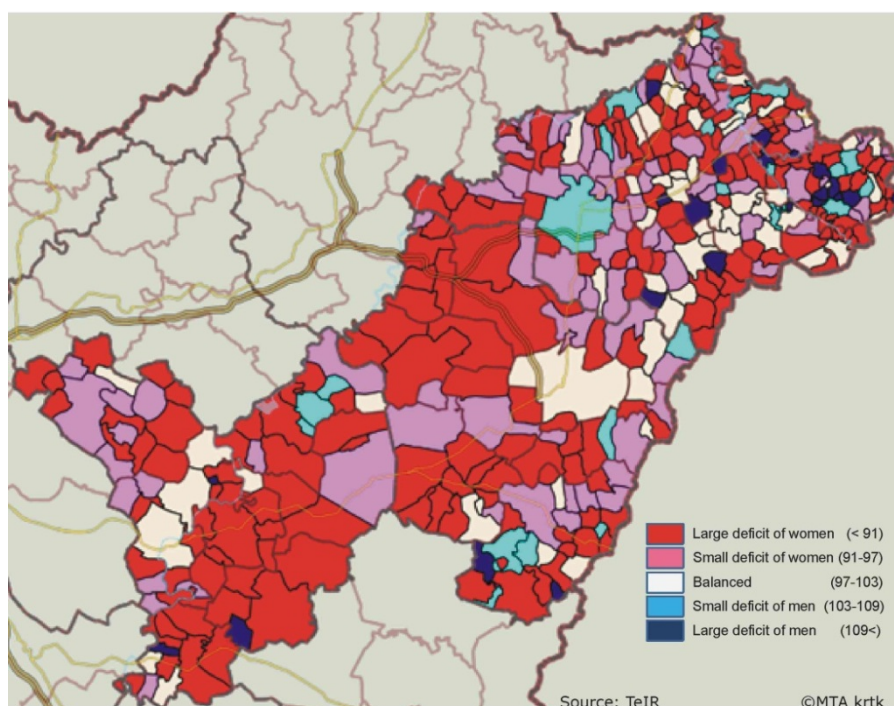 Large deficit of women (< 91)
Small deficit of women (91-97)
Balanced (97-103)
Small deficit of men (103-109)
Large deficit of men (109<)
Source: TeIR ©MTA krtk